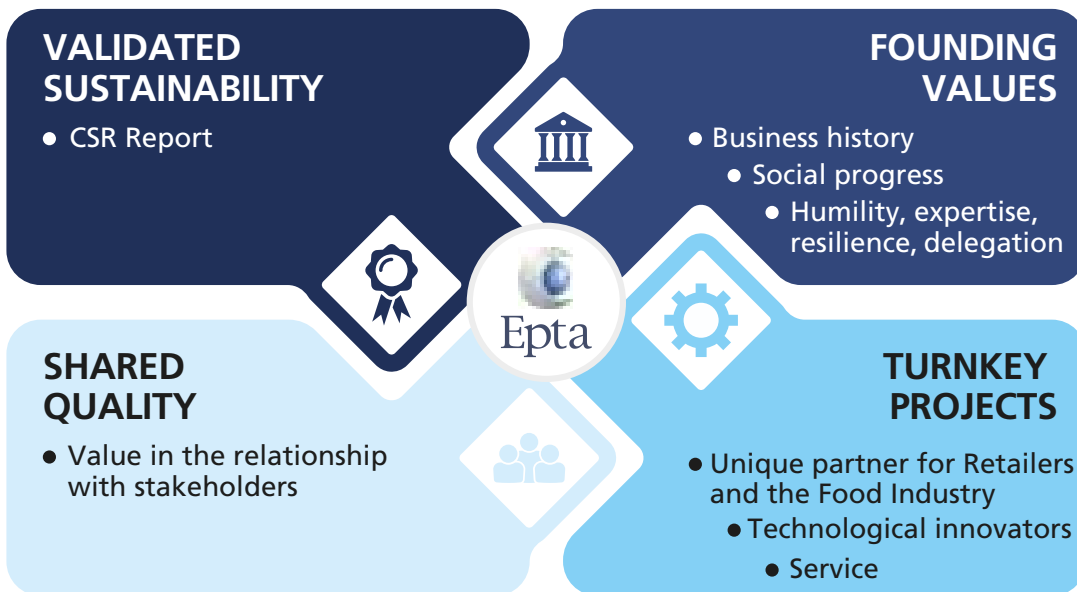 VALIDATED
SUSTAINABILITY
• CSR Report
FOUNDING
VALUES
• Business history
• Social progress
• Humility, expertise,
resilience, delegation
Epta
SHARED
QUALITY
• Value in the relationship
with stakeholders
TURNKEY
PROJECTS
• Unique partner for Retailers
and the Food Industry
• Technological innovators
• Service